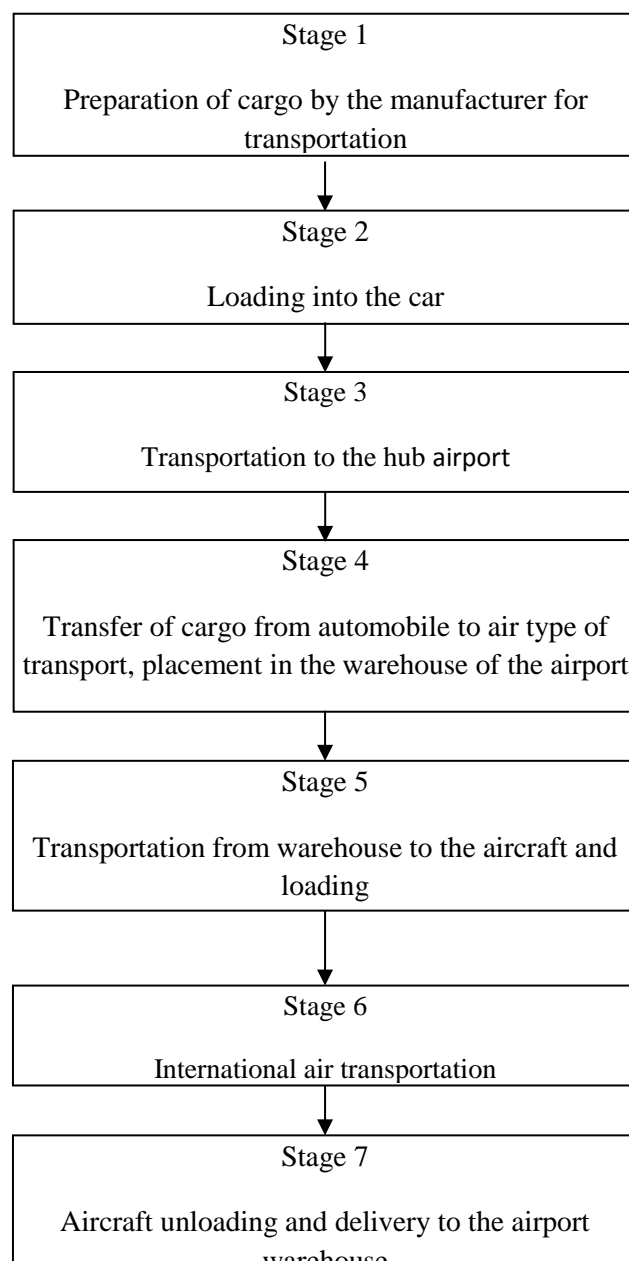 Stage 1
Preparation of cargo by the manufacturer for
transportation
Stage 2
Loading into the car
Stage 3
Transportation to the hub airport
Stage 4
Transfer of cargo from automobile to air type of
transport, placement in the warehouse of the airport
Stage 5
Transportation from warehouse to the aircraft and
loading
Stage 6
International air transportation
Stage 7
Aircraft unloading and delivery to the airport
warehouse